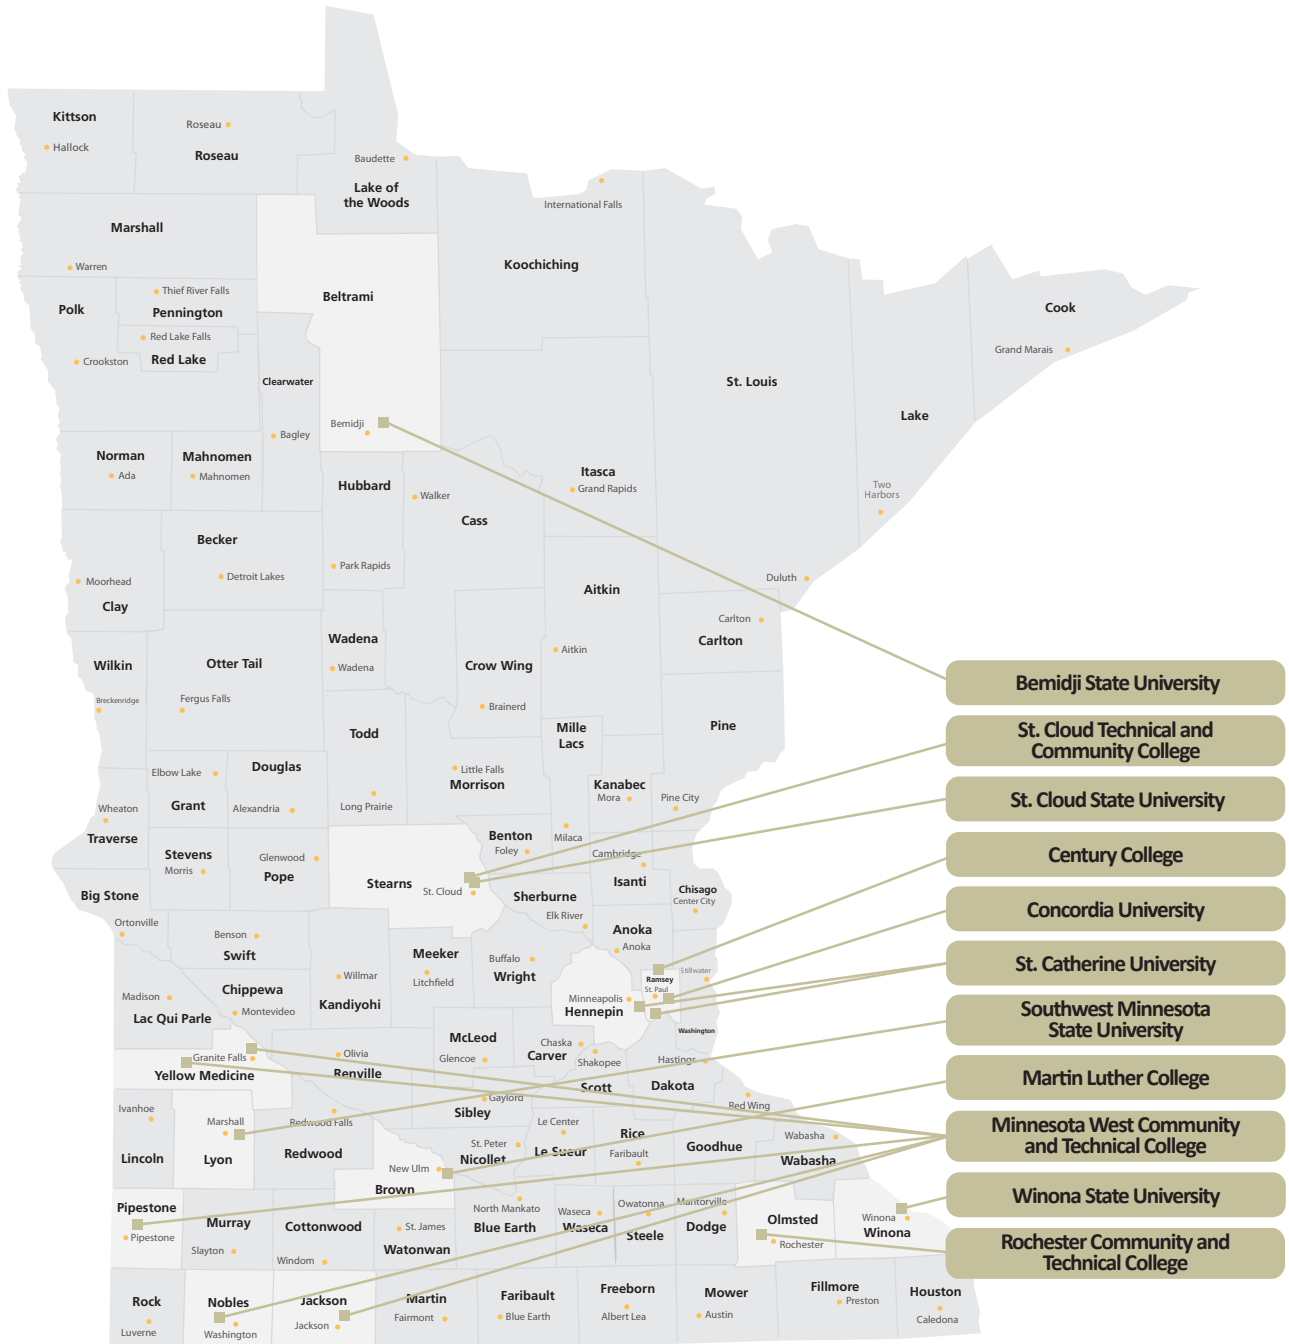 Kittson
Hallock
Roseau
Roseau
Baudette
Lake of
the Woods
International Falls
Marshall
Warren
Koochiching
Beltrami
Thief River Falls
Pennington
Polk
Red Lake Falls
Red Lake
Crookston
Clearwater
Cook
Grand Marais
St. Louis
Lake
Bemidji
Bagley
Norman
Ada
Mahnomen
Mahnomen
Hubbard
Walker
Itasca
Grand Rapids
Two
Harbors
Cass
Becker
Detroit Lakes
Park Rapids
Moorhead
Clay
Aitkin
Duluth
Carlton
Carlton
Wadena
Wadena
Aitkin
Wilkin
Otter Tail
Crow Wing
Breckenridge
Fergus Falls
Brainerd
Bemidji State University
Todd
Mille
Lacs
Pine
St. Cloud Technical and
Community College
Elbow Lake
Douglas
Little Falls
Morrison
Kanabec
Mora
Pine City
St. Cloud State University
Wheaton
Grant
Alexandria
Long Prairie
Traverse
Benton
Foley
Milaca
Stevens
Morris
Glenwood
Pope
Cambridge
Century College
Stearns
St. Cloud
Isanti
Big Stone
Sherburne
Chisago
Center City
Concordia University
Ortonville
Elk River
Benson
Swift
Anoka
Anoka
Meeker
Litchfield
Buffalo
Wright
Ramsey
St. Paul
Stillwater
St. Catherine University
Willmar
Kandiyohi
Chippewa
Montevideo
Madison
Lac Qui Parle
Minneapolis
Hennepin
Southwest Minnesota
State University
Washington
McLeod
Glencoe
Chaska
Carver
Shakopee
Hastings
Granite Falls
Yellow Medicine
Olivia
Renville
Scott
Dakota
Martin Luther College
Ivanhoe
Marshall
Redwood Falls
Gaylord
Sibley
Red Wing
Le Center
Le Sueur
Rice
Faribault
Goodhue
Wabasha
Wabasha
Minnesota West Community
and Technical College
Lincoln
Lyon
Redwood
St. Peter
Nicollet
New Ulm
Brown
Winona State University
Pipestone
Pipestone
Murray
Slayton
Cottonwood
Windom
St. James
Watonwan
North Mankato
Blue Earth
Waseca
Waseca
Owatonna
Steele
Mantorville
Dodge
Olmsted
Rochester
Winona
Winona
Rochester Community and
Technical College
Rock
Luverne
Nobles
Washington
Jackson
Jackson
Martin
Fairmont
Faribault
Blue Earth
Freeborn
Albert Lea
Mower
Austin
Fillmore
Preston
Houston
Caledona